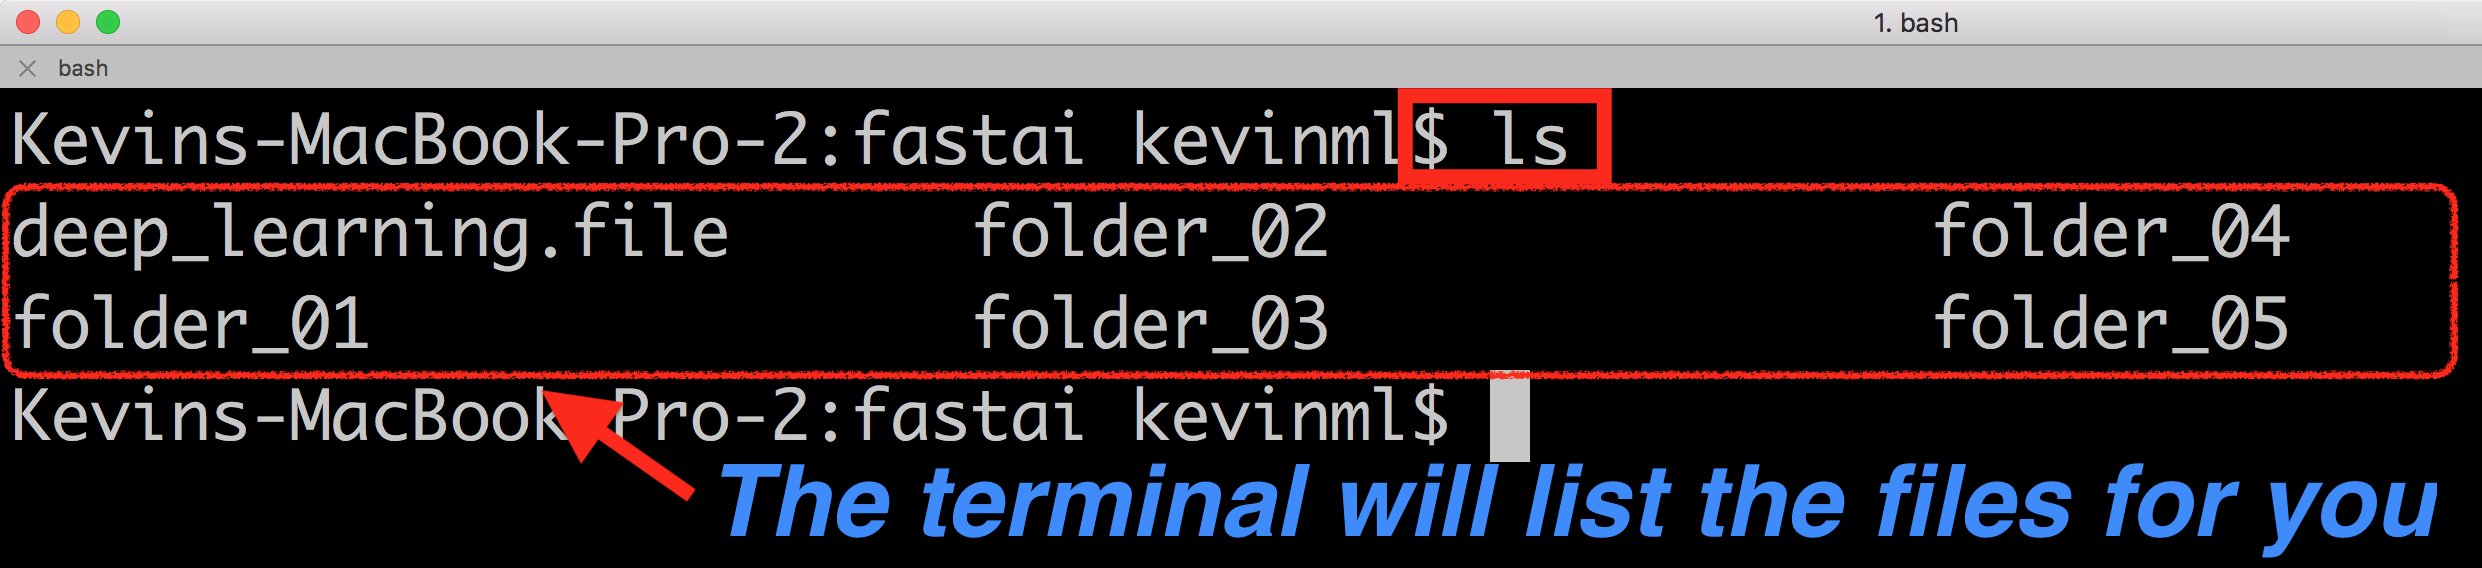 1. bash
bash
Kevins-MacBook-Pro-2:fastai kevinml$ ls
deep_learning.file folder_02 folder_04
folder_01 folder_03 folder_05
Kevins-MacBook-Pro-2:fastai kevinml$
The terminal will list the files for you